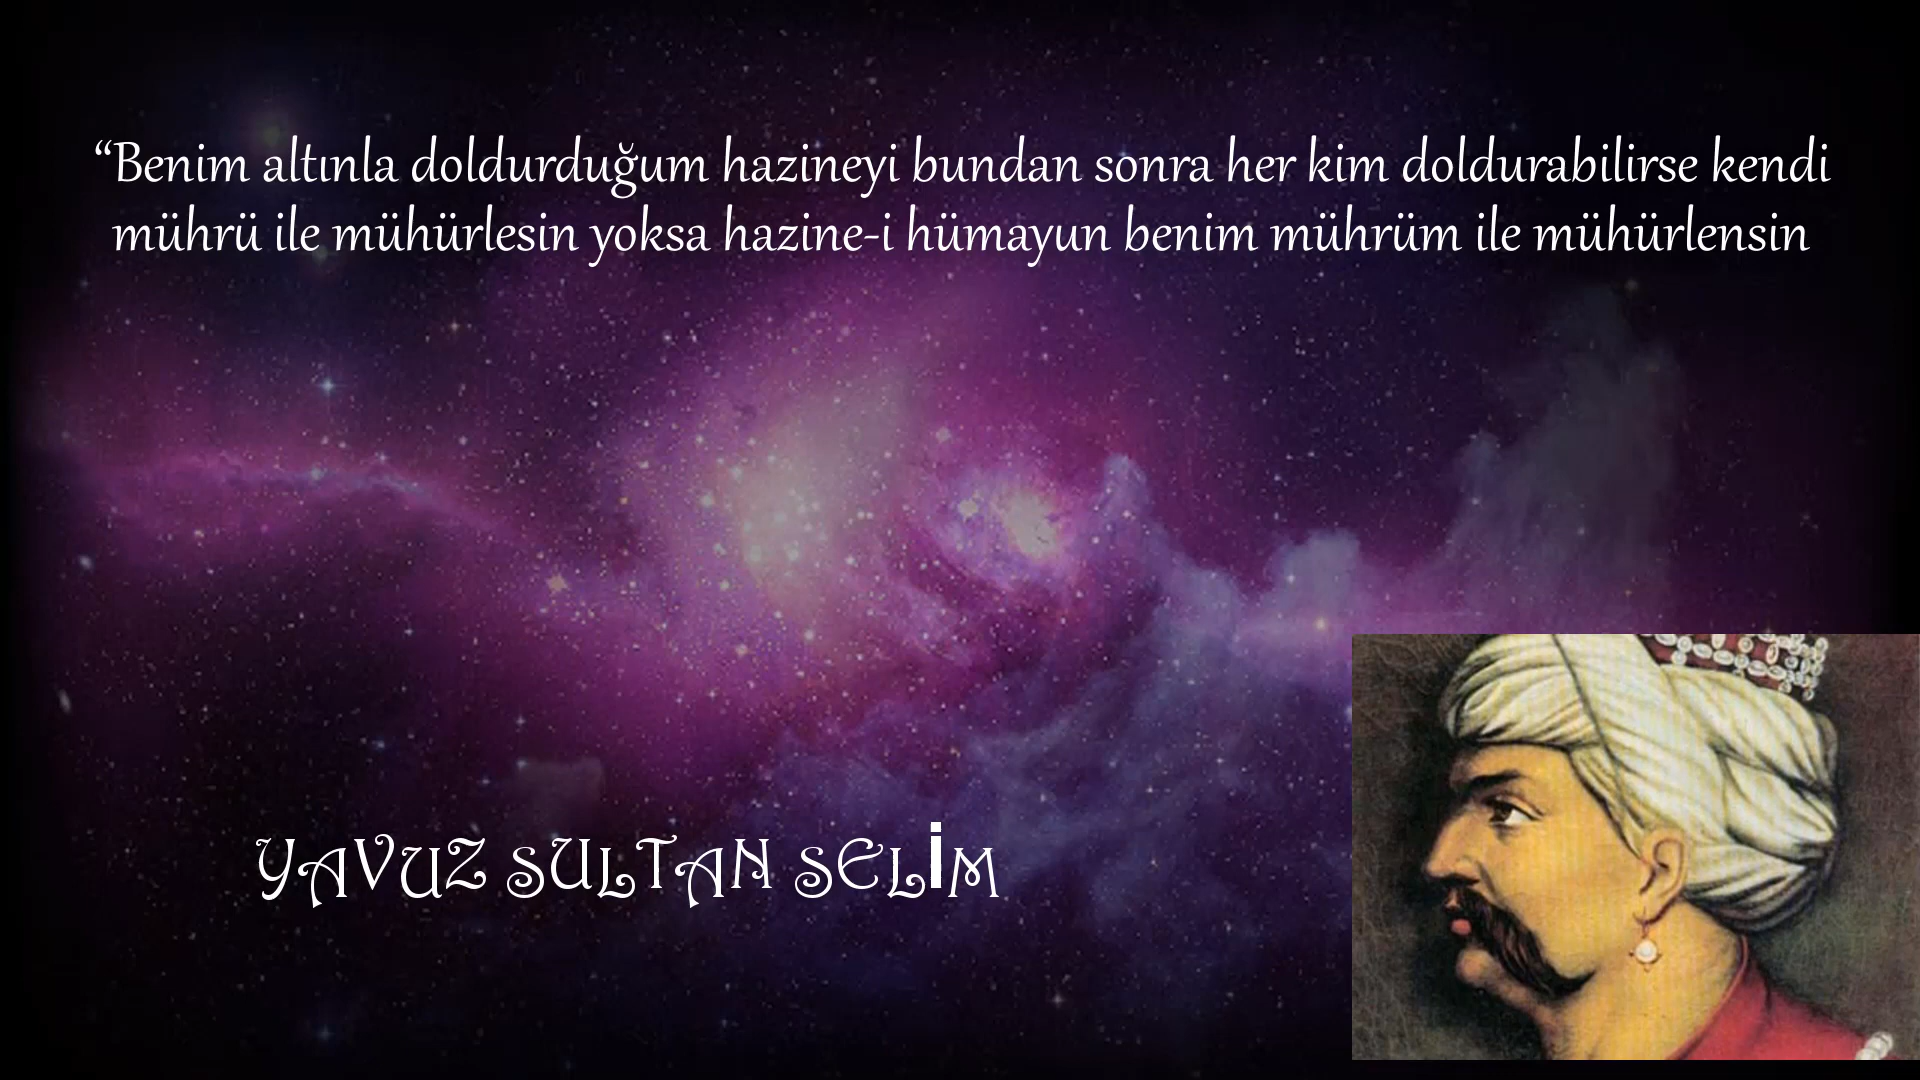 “Benim altınla doldurduğum hazineyi bundan sonra her kim doldurabilirse kendi
mührü ile mühürlesin yoksa hazine-i hümayun benim mührüm ile mühürlensin
YAVUZ SULTAN SELİM